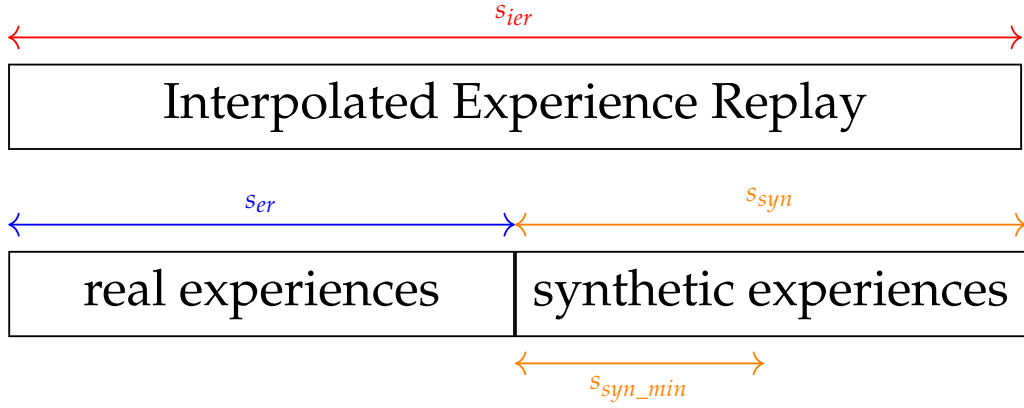 s_ier
Interpolated Experience Replay
s_er
s_syn
real experiences
synthetic experiences
s_syn_min